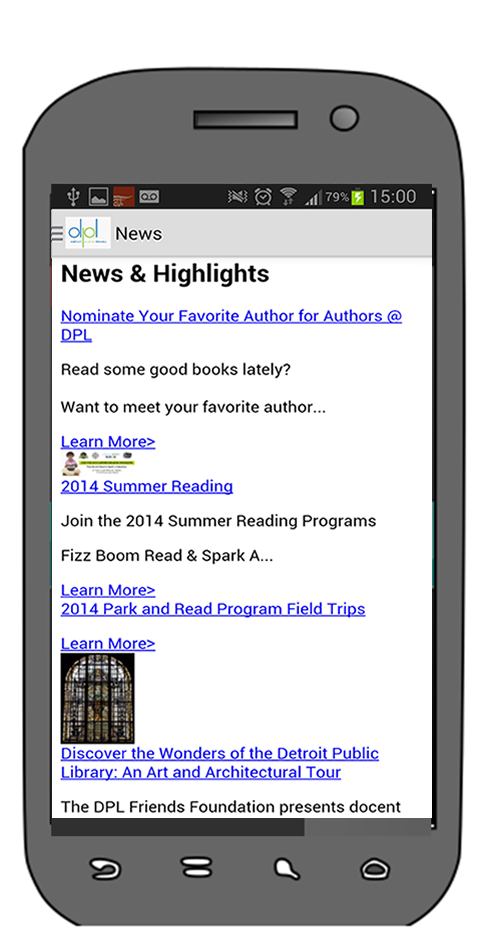 79% 15:00
dpl News
News & Highlights
Nominate Your Favorite Author for Authors @
DPL
Read some good books lately?
Want to meet your favorite author...
Learn More>
2014 Summer Reading
Join the 2014 Summer Reading Programs
Fizz Boom Read & Spark A...
Learn More>
2014 Park and Read Program Field Trips
Learn More>
Discover the Wonders of the Detroit Public
Library: An Art and Architectural Tour
The DPL Friends Foundation presents docent